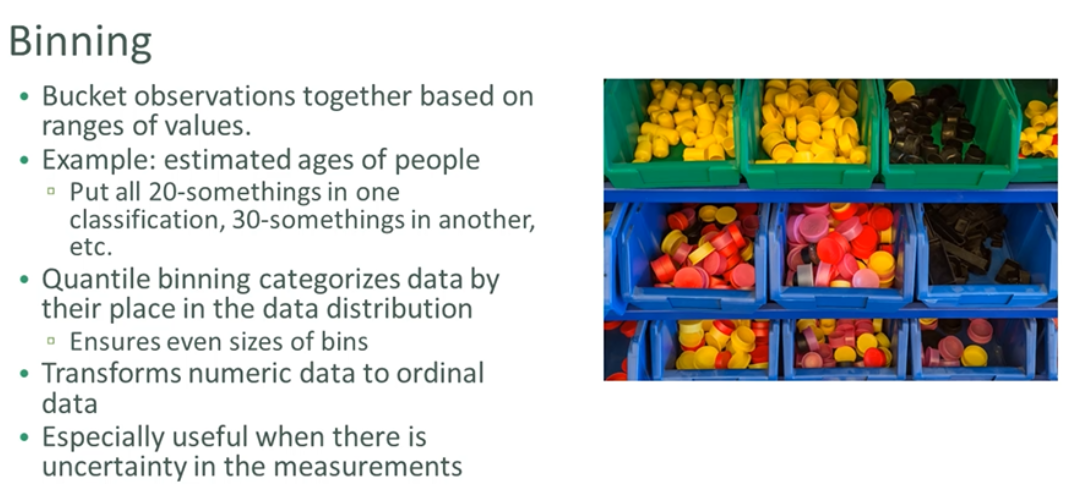 Binning
• Bucket observations together based on
ranges of values.
• Example: estimated ages of people
▫ Put all 20-somethings in one
classification, 30-somethings in another,
etc.
• Quantile binning categorizes data by
their place in the data distribution
▫ Ensures even sizes of bins
• Transforms numeric data to ordinal
data
• Especially useful when there is
uncertainty in the measurements